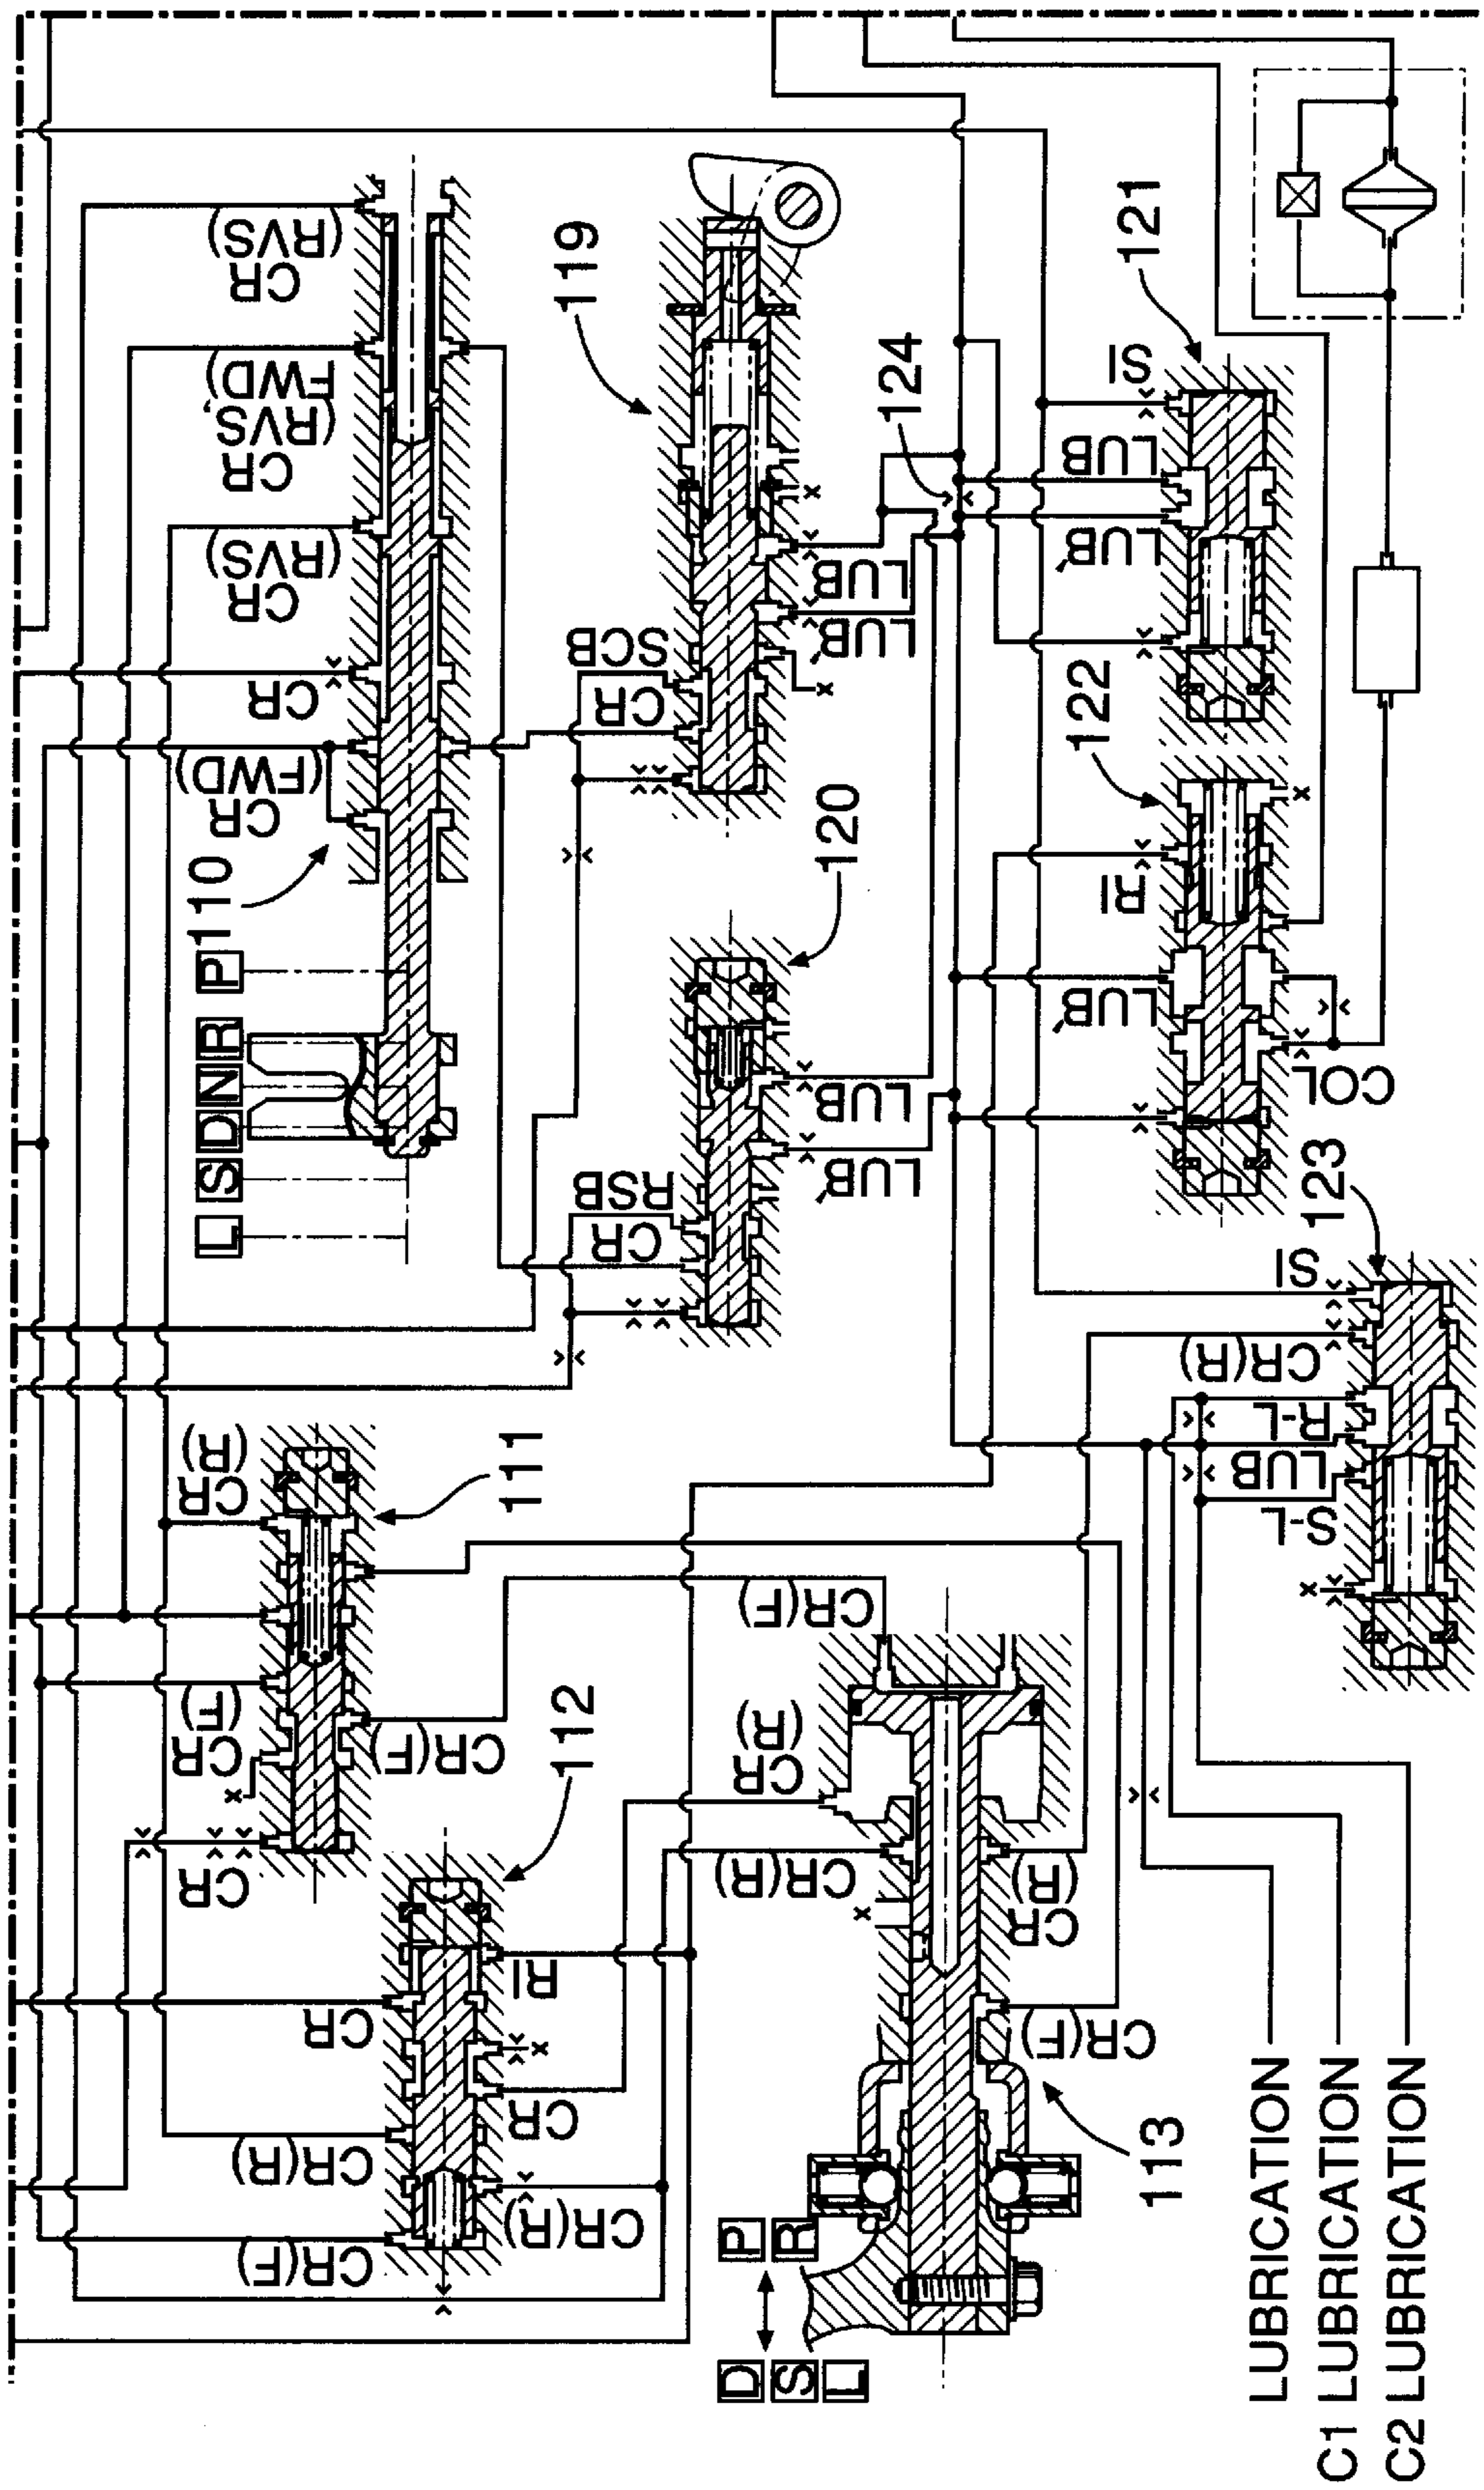 CR
(RVS)
CR
(RVS,
FWD)
CR
(RVS)
CR
CR
(FWD)
110
P
R
N
D
S
L
119
SCB
CR
LUB
LUB'
124
121
SI
LUB
LUB'
122
RI
LUB'
COL
120
RSB
CR
LUB
LUB'
123
SI
CR(R)
R-L
LUB
S-L
x
111
CR
(R)
CR
(F)
x
CR
CR(F)
112
CR
RI
x
CR
CR(R)
CR(R)
CR(F)
CR(F)
CR
(R)
CR(R)
x
CR
(R)
CR(F)
113
P
R
D
S
L
LUBRICATION
C1 LUBRICATION
C2 LUBRICATION